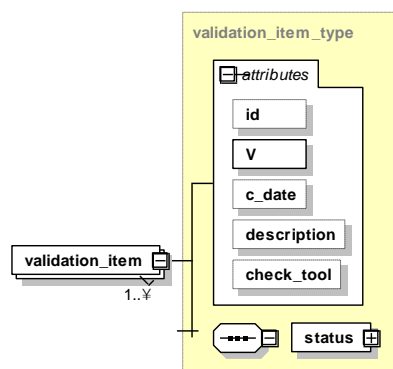 validation_item_type
attributes
id
V
c_date
description
check_tool
validation_item
1..¥
status